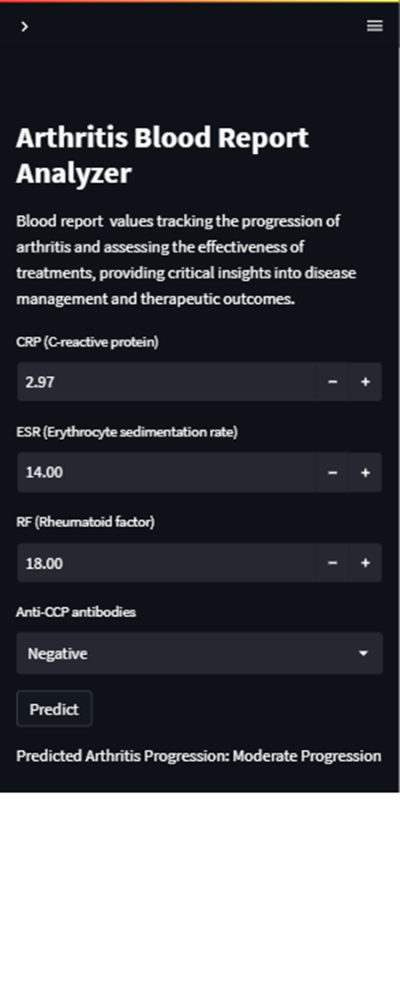 Arthritis Blood Report
Analyzer
Blood report values tracking the progression of
arthritis and assessing the effectiveness of
treatments, providing critical insights into disease
management and therapeutic outcomes.
CRP (C-reactive protein)
2.97
ESR (Erythrocyte sedimentation rate)
14.00
RF (Rheumatoid factor)
18.00
Anti-CCP antibodies
Negative
Predict
Predicted Arthritis Progression: Moderate Progression